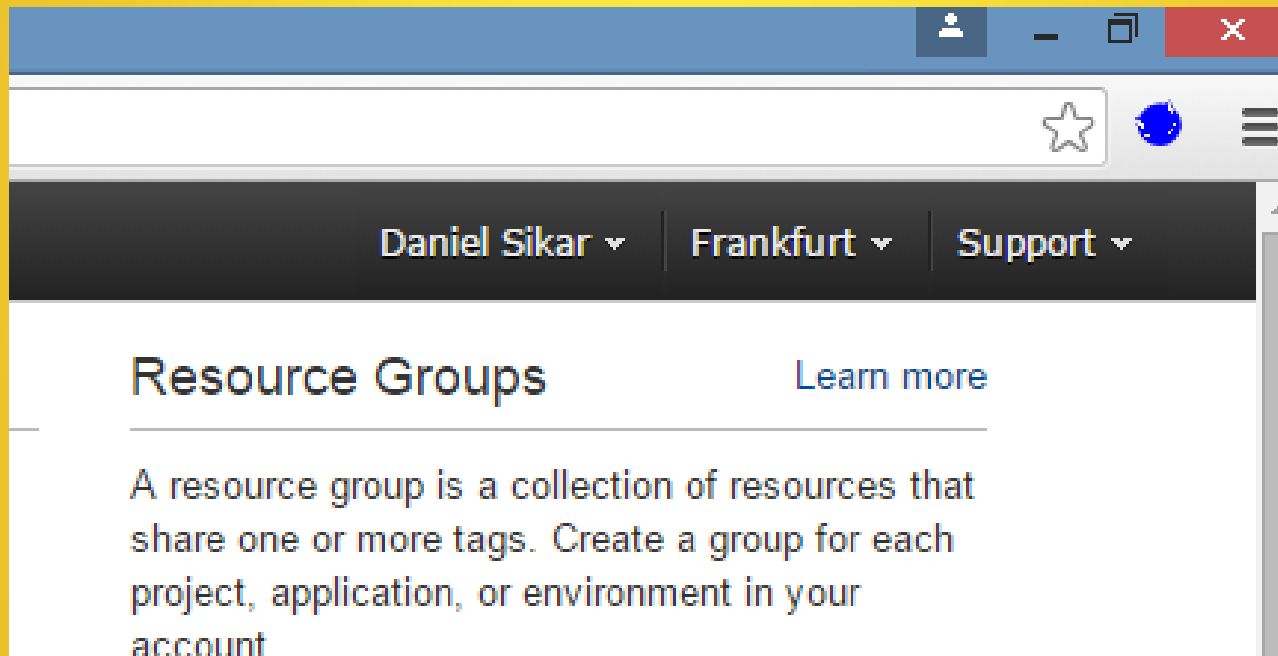 Daniel Sikar Frankfurt Support
Resource Groups Learn more
A resource group is a collection of resources that
share one or more tags. Create a group for each
project, application, or environment in your
account